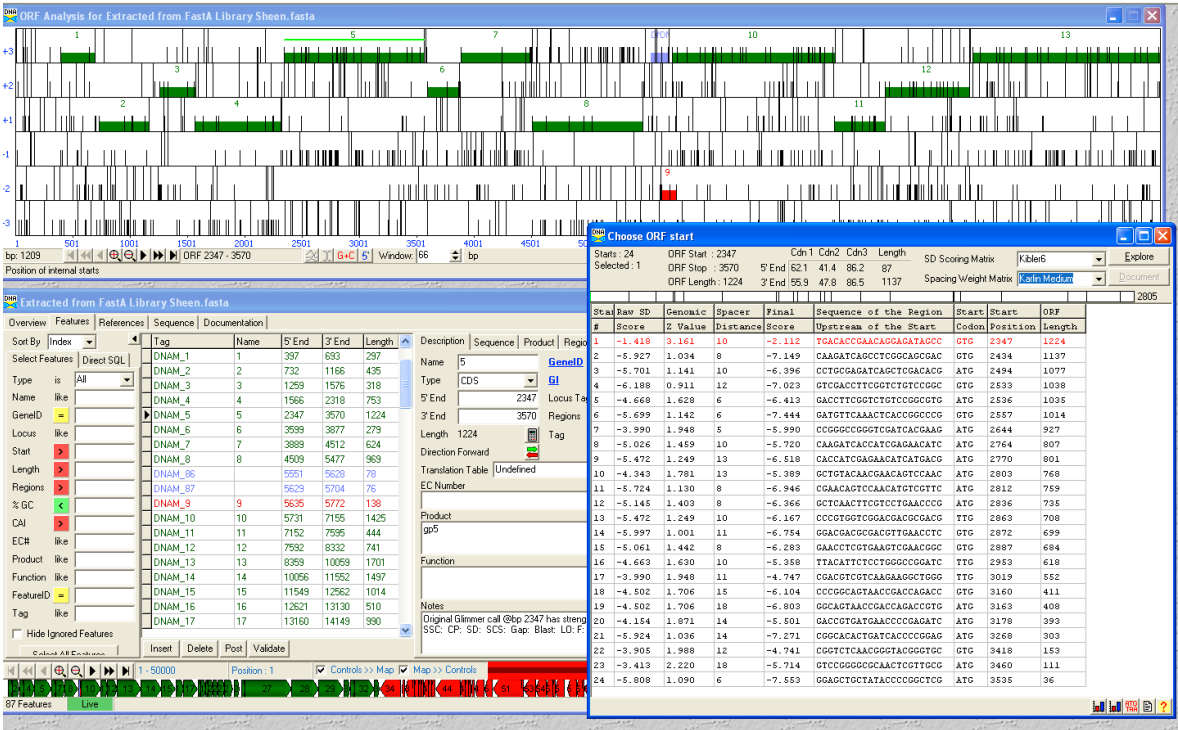 ORF Analysis for Extracted from FastA Library Sheen.fasta
1 5 7 10 13
+3
3 6 12
+2
2 4 8 11
+1
-1
9
-2
-3
1 501 1001 1501 2001 2501 3001 3501 4001 4501
bp: 1209 ORF 2347 - 3570 G+C 5' Window: 66 bp
Position of internal starts
Extracted from FastA Library Sheen.fasta
Overview Features References Sequence Documentation
Sort By Index
Select Features Direct SQL
Type is All
Name like
GeneID =
Locus like
Start >
Length >
Regions >
% GC <
CAI >
EC# like
Product like
Function like
FeatureID =
Tag like
Hide Ignored Features
Select All Features
Tag Name 5' End 3' End Length
DNAM_1 1 397 693 297
DNAM_2 2 732 1166 435
DNAM_3 3 1259 1576 318
DNAM_4 4 1566 2318 753
DNAM_5 5 2347 3570 1224
DNAM_6 6 3599 3877 279
DNAM_7 7 3889 4512 624
DNAM_8 8 4509 5477 969
DNAM_86 5551 5628 78
DNAM_87 5629 5704 76
DNAM_9 9 5635 5772 138
DNAM_10 10 5731 7155 1425
DNAM_11 11 7152 7595 444
DNAM_12 12 7592 8332 741
DNAM_13 13 8359 10059 1701
DNAM_14 14 10056 11552 1497
DNAM_15 15 11549 12562 1014
DNAM_16 16 12621 13130 510
DNAM_17 17 13160 14149 990
Insert Delete Post Validate
Description Sequence Product Regio
Name 5 GeneID
Type CDS GI
5' End 2347 Locus Tag
3' End 3570 Regions
Length 1224 Tag
Direction Forward
Translation Table Undefined
EC Number
Product
gp5
Function
Notes
Original Glimmer call @bp 2347 has streng
SSC: CP: SD: SCS: Gap: Blast: LO: F:
1 - 50000 Position : 1 Controls >> Map Map >> Controls
87 Features Live
Choose ORF start
Starts : 24 ORF Start : 2347 Cdn 1 Cdn2 Cdn3 Length SD Scoring Matrix Kibler6 Explore
Selected : 1 ORF Stop : 3570 5' End 62.1 41.4 86.2 87
ORF Length : 1224 3' End 55.9 47.8 86.5 1137 Spacing Weight Matrix Karlin Medium Document
2805
Star Raw SD Genomic Spacer Final Sequence of the Region Start Start ORF
# Score Z Value Distance Score Upstream of the Start Codon Position Length
1 -1.418 3.161 10 -2.112 TGACACCGAACAGGAGATAGCC GTG 2347 1224
2 -5.927 1.034 8 -7.149 CAAGATCAGCCTCGGCAGCGAC GTG 2434 1137
3 -5.701 1.141 10 -6.396 CCTGCGAGATCAGCTCGACACG ATG 2494 1077
4 -6.188 0.911 12 -7.023 GTCGACCTTCGGTCTGTCCGGC GTG 2533 1038
5 -4.668 1.628 6 -6.413 GACCTTCGGTCTGTCCGGCGTG ATG 2536 1035
6 -5.699 1.142 6 -7.444 GATGTTCAAACTCACCGGCCCG GTG 2557 1014
7 -3.990 1.948 5 -5.990 CCGGGCCGGGTCGATCACGAAG ATG 2644 927
8 -5.026 1.459 10 -5.720 CAAGATCACCATCGAGAACATC ATG 2764 807
9 -5.472 1.249 13 -6.518 CACCATCGAGAACATCATGACG ATG 2770 801
10 -4.343 1.781 13 -5.389 GCTGTACAACGAACAGTCCAAC ATG 2803 768
11 -5.724 1.130 8 -6.946 CGAACAGTCCAACATGTCGTTC ATG 2812 759
12 -5.145 1.403 8 -6.366 GCTCAACTTCGTCCTGAACCCG ATG 2836 735
13 -5.472 1.249 10 -6.167 CCCGTGGTCGGACGACGCGACG TTG 2863 708
14 -5.997 1.001 11 -6.754 GGACGACGCGACGTTGAACCTC GTG 2872 699
15 -5.061 1.442 8 -6.283 GAACCTCGTGAAGTCGAACGGC GTG 2887 684
16 -4.663 1.630 10 -5.358 TTACATTCTCCTGGGCCGGATC TTG 2953 618
17 -3.990 1.948 11 -4.747 CGACGTCGTCAAGAAGGCTGGG TTG 3019 552
18 -4.502 1.706 15 -6.104 CCCGGCAGTAACCGACCAGACC GTG 3160 411
19 -4.502 1.706 18 -6.803 GGCAGTAACCGACCAGACCGTG ATG 3163 408
20 -4.154 1.871 14 -5.501 GACCGTGATGAACCCCGAGATC ATG 3178 393
21 -5.924 1.036 14 -7.271 CGGCACACTGATCACCCCGGAG ATG 3268 303
22 -3.905 1.988 12 -4.741 CGGTCTCAACGGGTACGGGTGC GTG 3418 153
23 -3.413 2.220 18 -5.714 GTCCGGGGCGCAACTCGTTGCG ATG 3460 111
24 -5.808 1.090 6 -7.553 GGAGCTGCTATACCCCGGCTCG ATG 3535 36